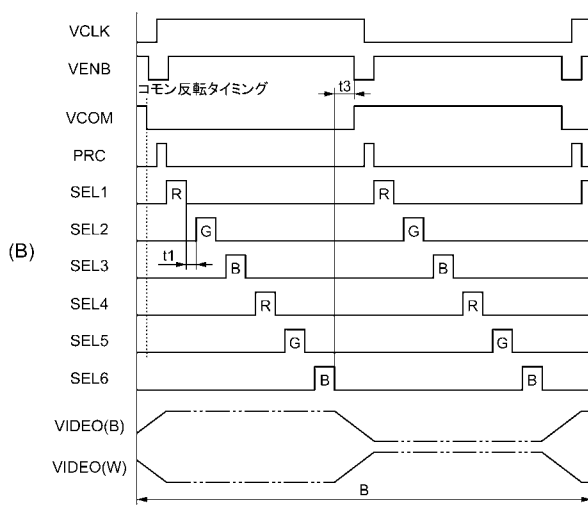 VCLK
VENB
コモン反転タイミング
t3
VCOM
PRC
SEL1
R
R
SEL2
G
G
t1
(B)
SEL3
B
B
SEL4
R
R
SEL5
G
G
SEL6
B
B
VIDEO(B)
VIDEO(W)
B